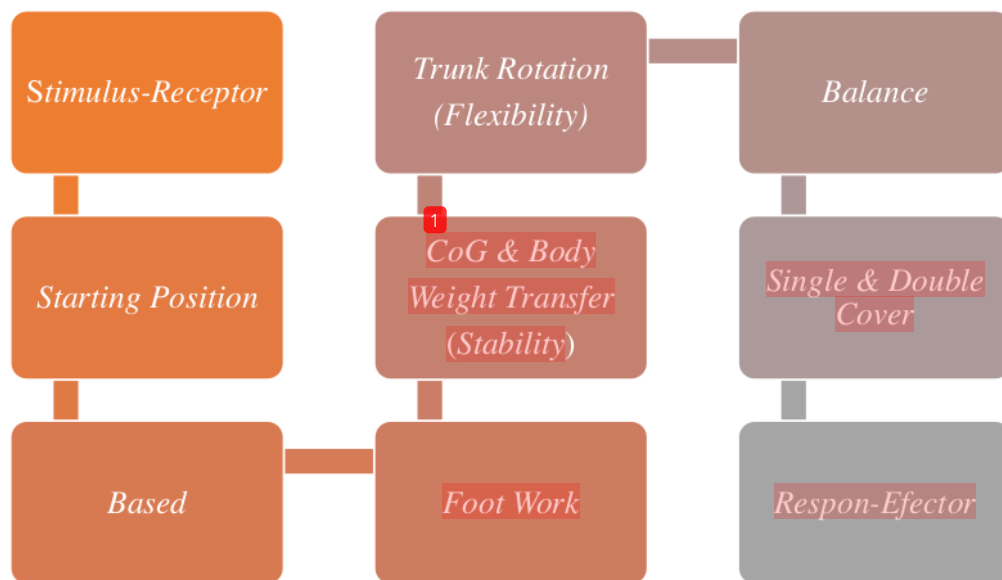 Stimulus-Receptor
Starting Position
Based
Foot Work
1
CoG & Body
Weight Transfer
(Stability)
Trunk Rotation
(Flexibility)
Balance
Single & Double
Cover
Respon-Efector